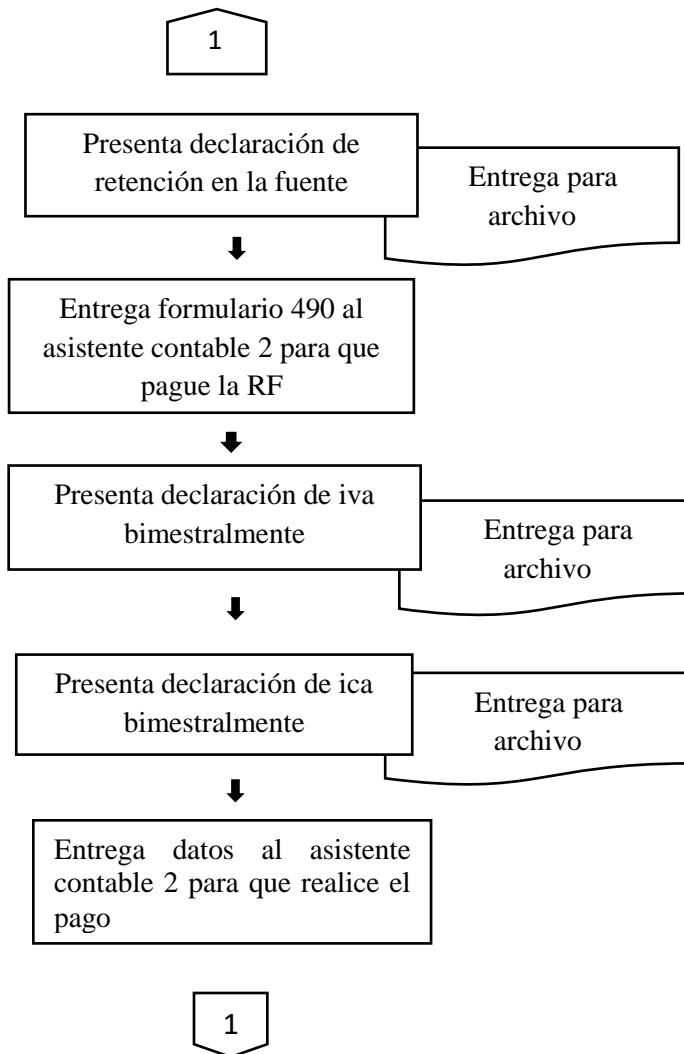 1
Presenta declaración de
retención en la fuente
Entrega para
archivo
Entrega formulario 490 al
asistente contable 2 para que
pague la RF
Presenta declaración de iva
bimestralmente
Entrega para
archivo
Presenta declaración de ica
bimestralmente
Entrega para
archivo
Entrega datos al asistente
contable 2 para que realice el
pago
1